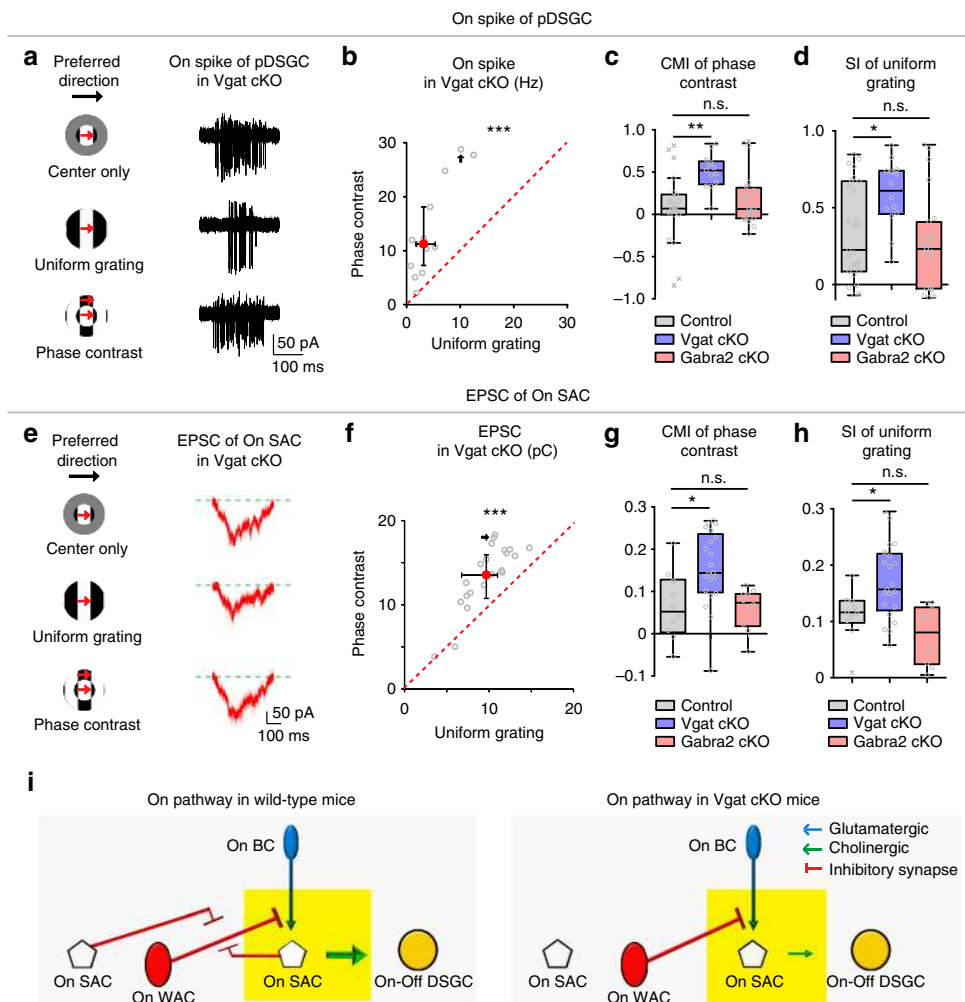 On spike of pDSGC
a
Preferred
direction
On spike of pDSGC
in Vgat cKO
Center only
Uniform grating
Phase contrast
50 pA
100 ms
b
On spike
in Vgat cKO (Hz)
***
30
20
10
0
0 10 20 30
Phase contrast
Uniform grating
c
CMI of phase
contrast
n.s.
**
1.0
0.5
0
−0.5
−1.0
Control
Vgat cKO
Gabra2 cKO
d
SI of uniform
grating
n.s.
*
1.0
0.5
0
Control
Vgat cKO
Gabra2 cKO
EPSC of On SAC
e
Preferred
direction
EPSC of On SAC
in Vgat cKO
Center only
Uniform grating
Phase contrast
50 pA
100 ms
f
EPSC
in Vgat cKO (pC)
***
20
10
0
0 10 20
Phase contrast
Uniform grating
g
CMI of phase
contrast
n.s.
*
0.3
0.2
0.1
0
−0.1
Control
Vgat cKO
Gabra2 cKO
h
SI of uniform
grating
n.s.
*
0.3
0.2
0.1
0
Control
Vgat cKO
Gabra2 cKO
i
On pathway in wild-type mice
On BC
On SAC
On WAC
On SAC
On-Off DSGC
On pathway in Vgat cKO mice
Glutamatergic
Cholinergic
Inhibitory synapse
On BC
On SAC
On WAC
On SAC
On-Off DSGC